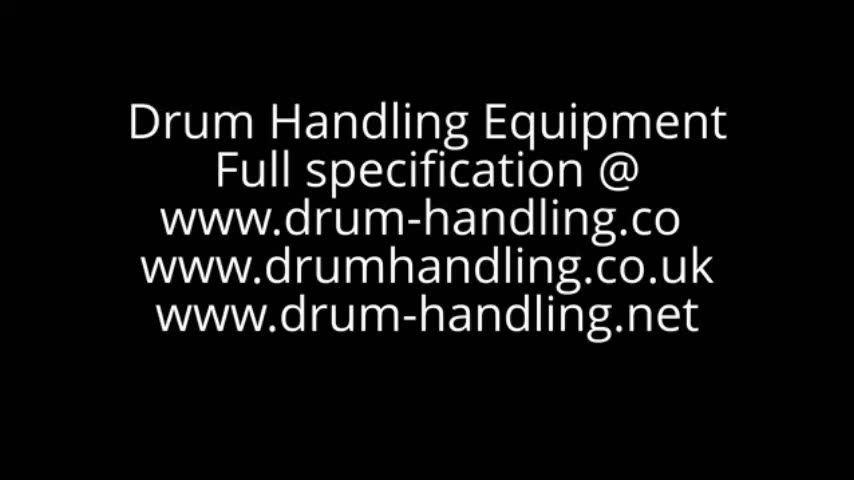 Drum Handling Equipment
Full specification @
www.drum-handling.co
www.drumhandling.co.uk
www.drum-handling.net